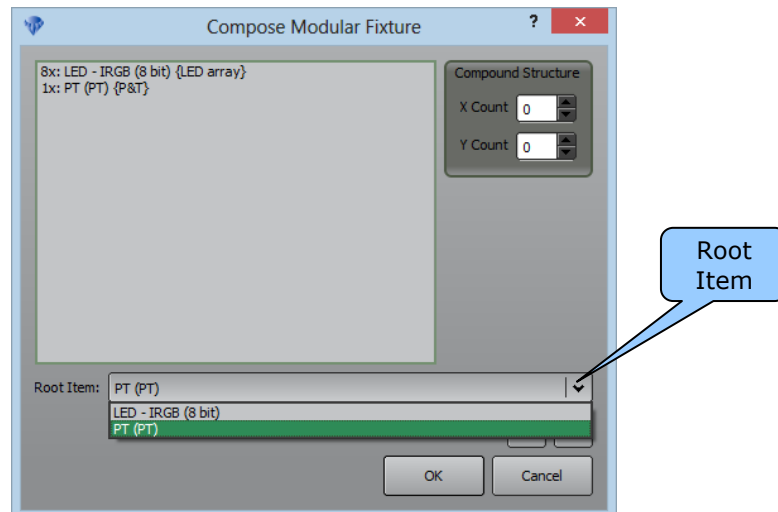 Compose Modular Fixture
?
×
8x: LED - IRGB (8 bit) {LED array}
1x: PT (PT) {P&T}
Compound Structure
X Count 0
Y Count 0
Root
Item
Root Item: PT (PT)
LED - IRGB (8 bit)
PT (PT)
OK
Cancel